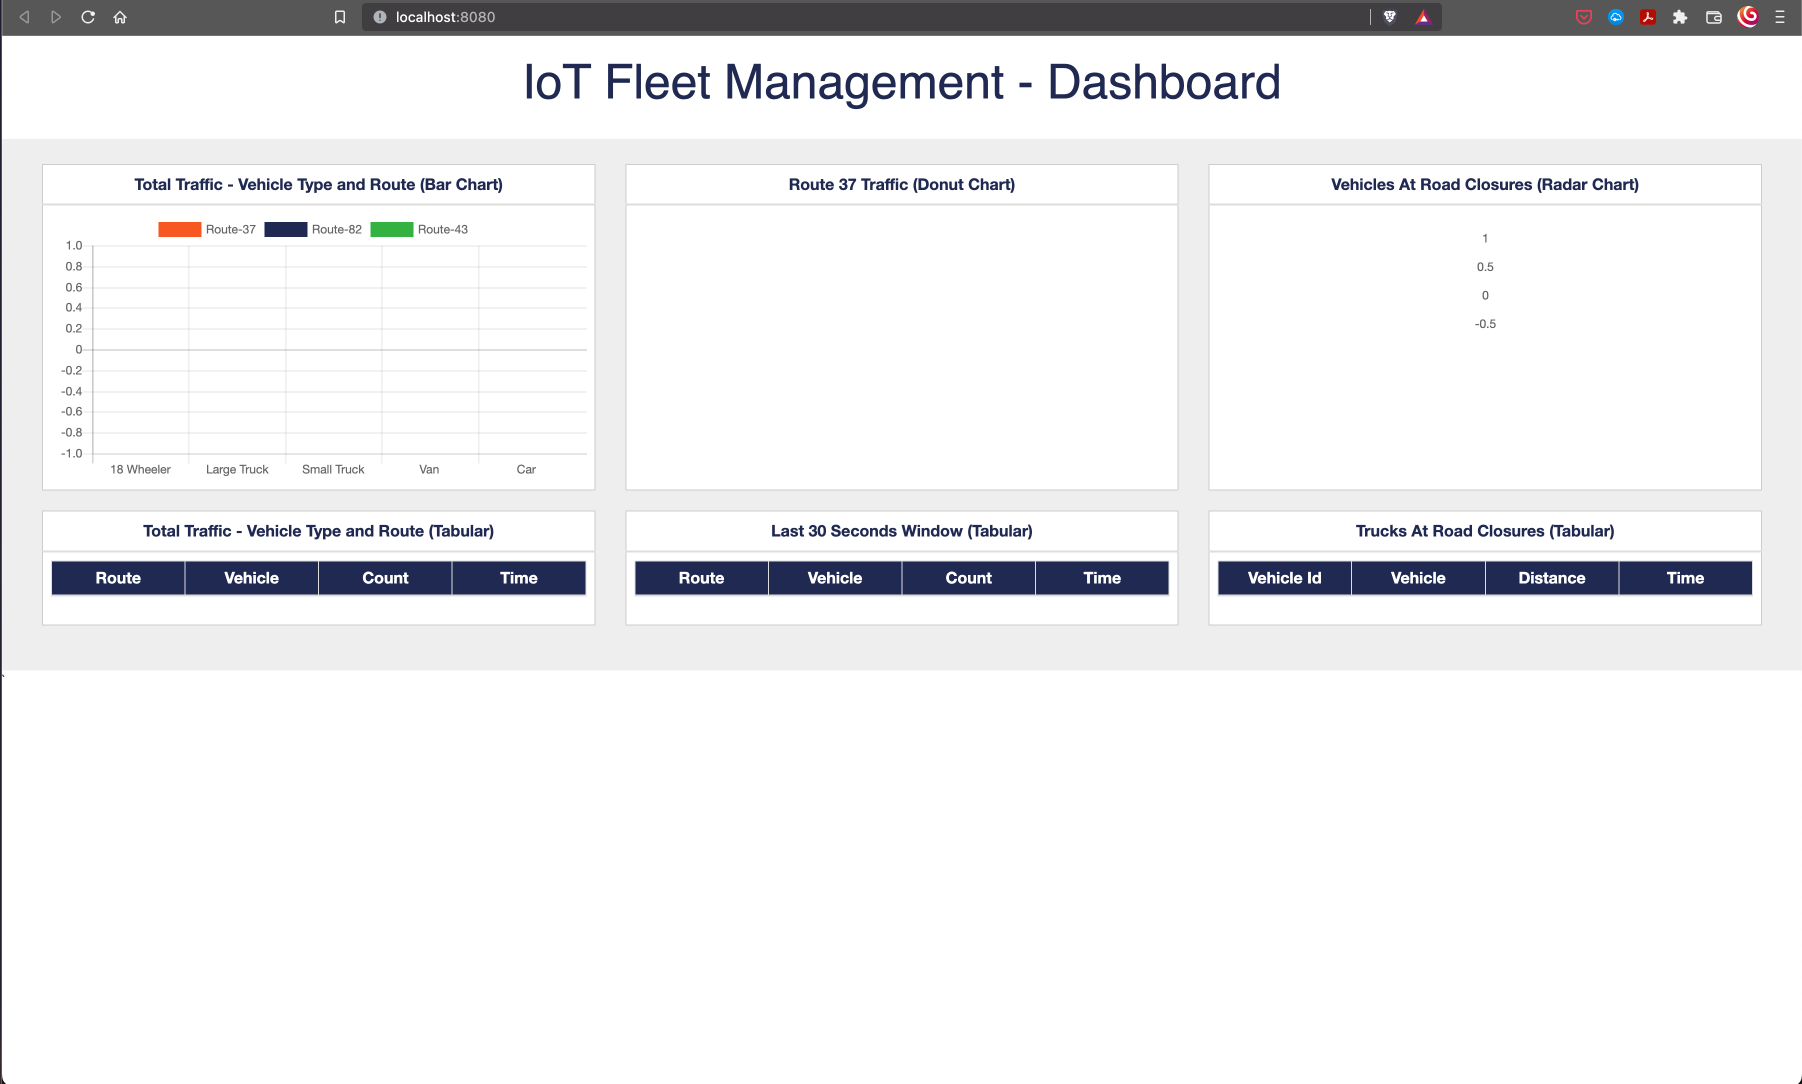 localhost:8080
IoT Fleet Management - Dashboard
Total Traffic - Vehicle Type and Route (Bar Chart)
Route-37 Route-82 Route-43
1.0
0.8
0.6
0.4
0.2
0
-0.2
-0.4
-0.6
-0.8
-1.0
18 Wheeler Large Truck Small Truck Van Car
Route 37 Traffic (Donut Chart)
Vehicles At Road Closures (Radar Chart)
1
0.5
0
-0.5
Total Traffic - Vehicle Type and Route (Tabular)
Route Vehicle Count Time
Last 30 Seconds Window (Tabular)
Route Vehicle Count Time
Trucks At Road Closures (Tabular)
Vehicle Id Vehicle Distance Time
`